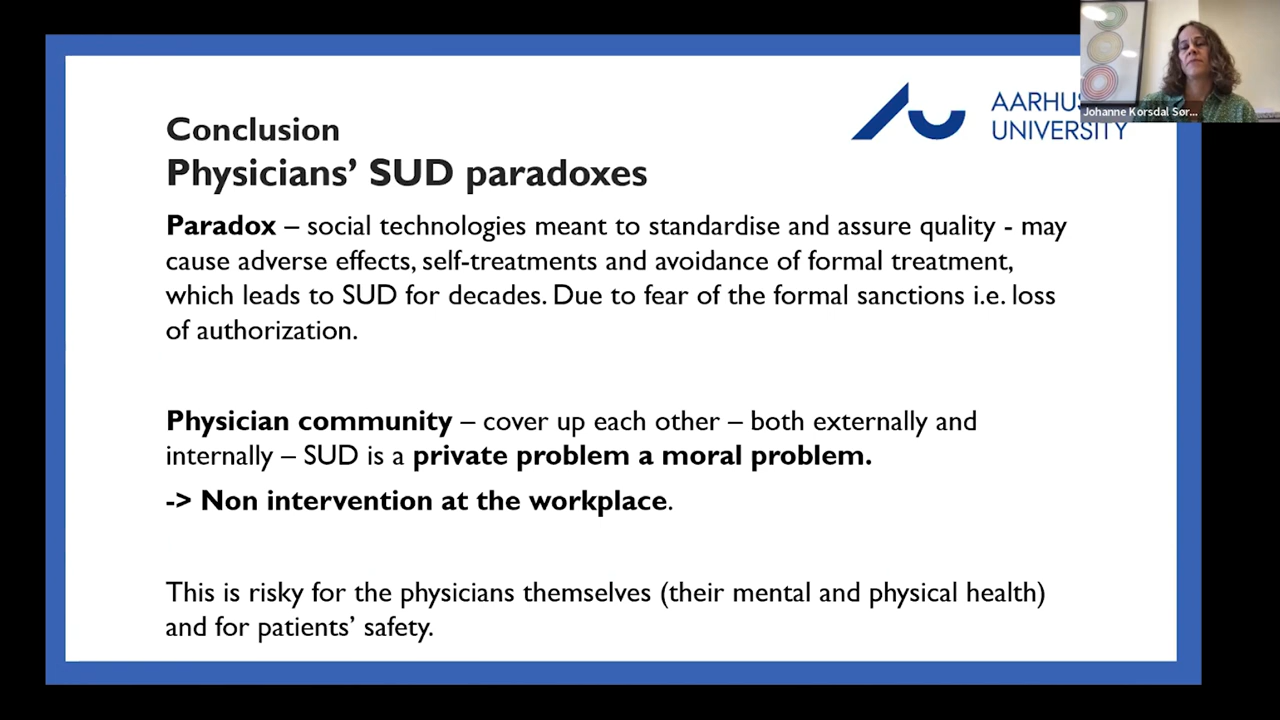 Conclusion
Physicians’ SUD paradoxes
Paradox – social technologies meant to standardise and assure quality - may
cause adverse effects, self-treatments and avoidance of formal treatment,
which leads to SUD for decades. Due to fear of the formal sanctions i.e. loss
of authorization.
Physician community – cover up each other – both externally and
internally – SUD is a private problem a moral problem.
-> Non intervention at the workplace.
This is risky for the physicians themselves (their mental and physical health)
and for patients’ safety.
AARHUS
UNIVERSITY
Johanne Korsdal Sør...